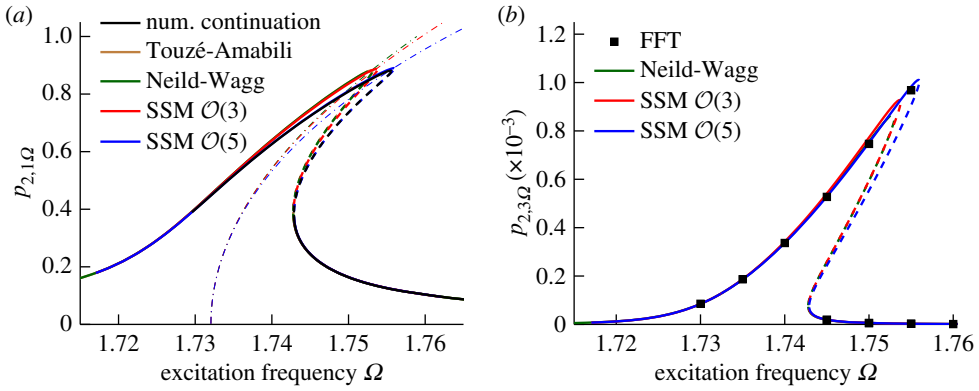 (a)
num. continuation
Touzé-Amabili
Neild-Wagg
SSM 𝒪(3)
SSM 𝒪(5)
p2,1Ω
1.0
0.8
0.6
0.4
0.2
0
1.72 1.73 1.74 1.75 1.76
excitation frequency Ω
(b)
FFT
Neild-Wagg
SSM 𝒪(3)
SSM 𝒪(5)
p2,3Ω (×10−3)
1.2
1.0
0.8
0.6
0.4
0.2
0
1.72 1.73 1.74 1.75 1.76
excitation frequency Ω